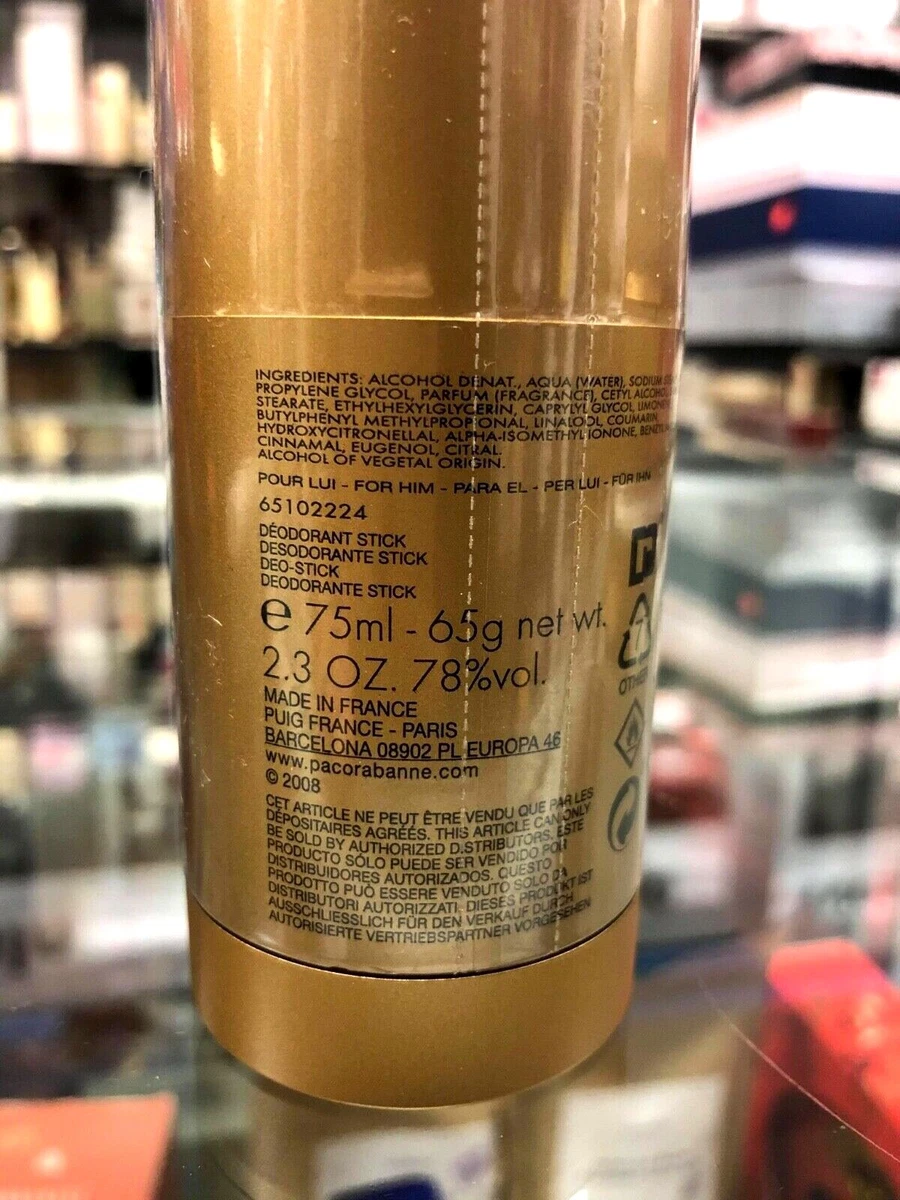 INGREDIENTS: ALCOHOL DENAT., AQUA (WATER), SODIUM
PROPYLENE GLYCOL, PARFUM (FRAGRANCE), CETYL ALCOHOL,
STEARATE, ETHYLHEXYLGLYCERIN, CAPRYLYL GLYCOL,
BUTYLPHENYL METHYLPROPIONAL, LINALOOL, COUMARIN,
HYDROXYCITRONELLAL, ALPHA-ISOMETHYL IONONE,
CINNAMAL, EUGENOL, CITRAL.
ALCOHOL OF VEGETAL ORIGIN.
POUR LUI - FOR HIM - PARA EL - PER LUI - FÜR IHN
65102224
DÉODORANT STICK
DESODORANTE STICK
DEO-STICK
DEODORANTE STICK
e 75ml - 65g net wt.
2.3 OZ. 78%vol.
MADE IN FRANCE
PUIG FRANCE - PARIS
BARCELONA 08902 PL EUROPA 46
www.pacorabanne.com
© 2008
CET ARTICLE NE PEUT ÊTRE VENDU QUE PAR LES
DÉPOSITAIRES AGRÉÉS. THIS ARTICLE CAN ONLY
BE SOLD BY AUTHORIZED DISTRIBUTORS. ESTE
PRODUCTO SÓLO PUEDE SER VENDIDO POR
DISTRIBUIDORES AUTORIZADOS. QUESTO
PRODOTTO PUÒ ESSERE VENDUTO SOLO DA
DISTRIBUTORI AUTORIZZATI. DIESES PRODUKT IST
AUSSCHLIESSLICH FÜR DEN VERKAUF DURCH
AUTORISIERTE VERTRIEBSPARTNER VORGESEHEN
7